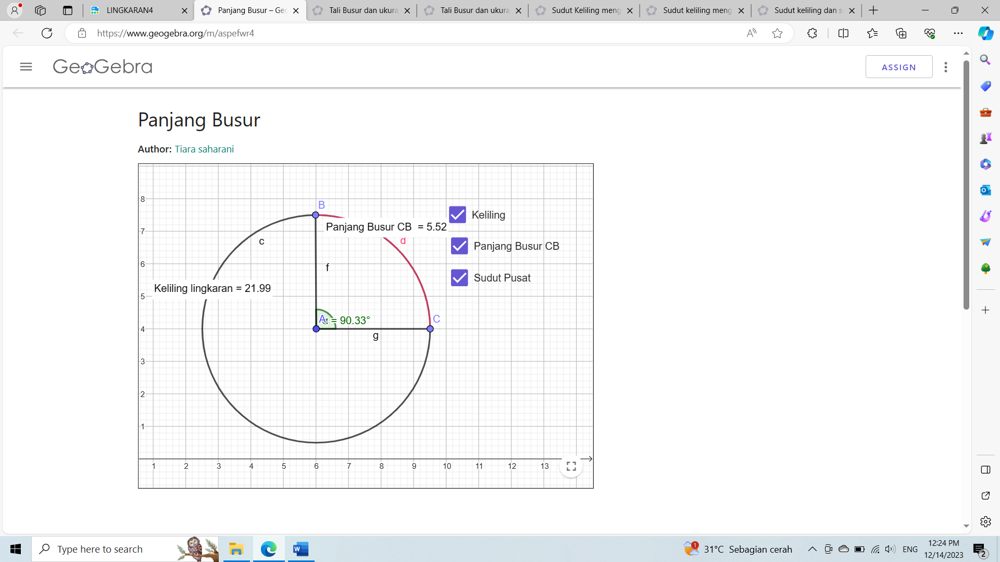 LINGKARAN4
Panjang Busur – Geo
Tali Busur dan ukura
Tali Busur dan ukura
Sudut Keliling meng
Sudut keliling meng
Sudut keliling dan s
https://www.geogebra.org/m/aspefwr4
GeoGebra
ASSIGN
Panjang Busur
Author: Tiara saharani
8
7
6
5
4
3
2
1
B
Panjang Busur CB = 5.52
c
d
f
Keliling lingkaran = 21.99
A
α = 90.33°
C
g
Keliling
Panjang Busur CB
Sudut Pusat
1 2 3 4 5 6 7 8 9 10 11 12 13
Type here to search
W
1
31°C Sebagian cerah
ENG
12:24 PM
12/14/2023
2